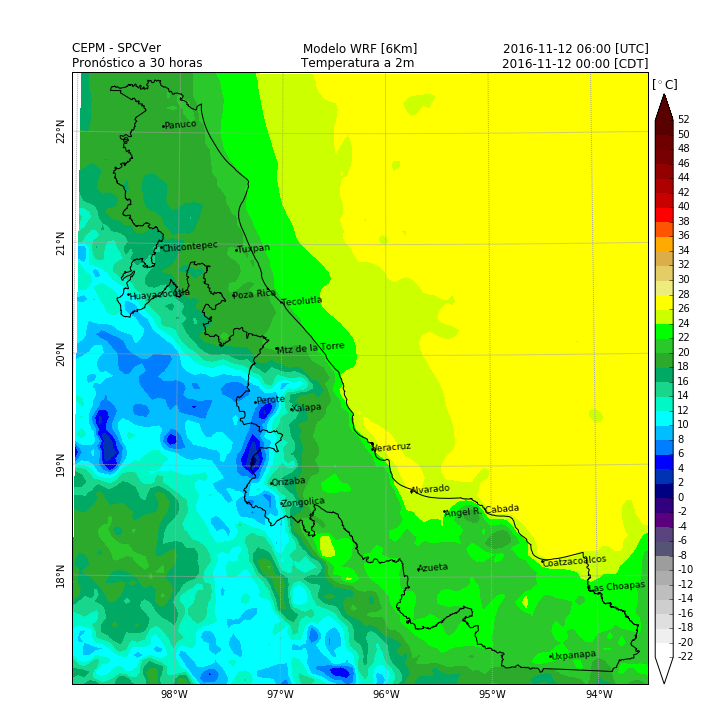 CEPM - SPCVer Modelo WRF [6Km] 2016-11-12 06:00 [UTC]
Pronóstico a 30 horas Temperatura a 2m 2016-11-12 00:00 [CDT]
[°C]
52
50
48
46
44
42
40
38
36
34
32
30
28
26
24
22
20
18
16
14
12
10
8
6
4
2
0
-2
-4
-6
-8
-10
-12
-14
-16
-18
-20
-22
22°N
21°N
20°N
19°N
18°N
Panuco
Chicontepec
Tuxpan
Huayacocotla
Poza Rica
Tecolutla
Mtz de la Torre
Perote
Xalapa
Veracruz
Orizaba
Alvarado
Zongolica
Angel R. Cabada
Azueta
Coatzacoalcos
Las Choapas
Uxpanapa
98°W 97°W 96°W 95°W 94°W